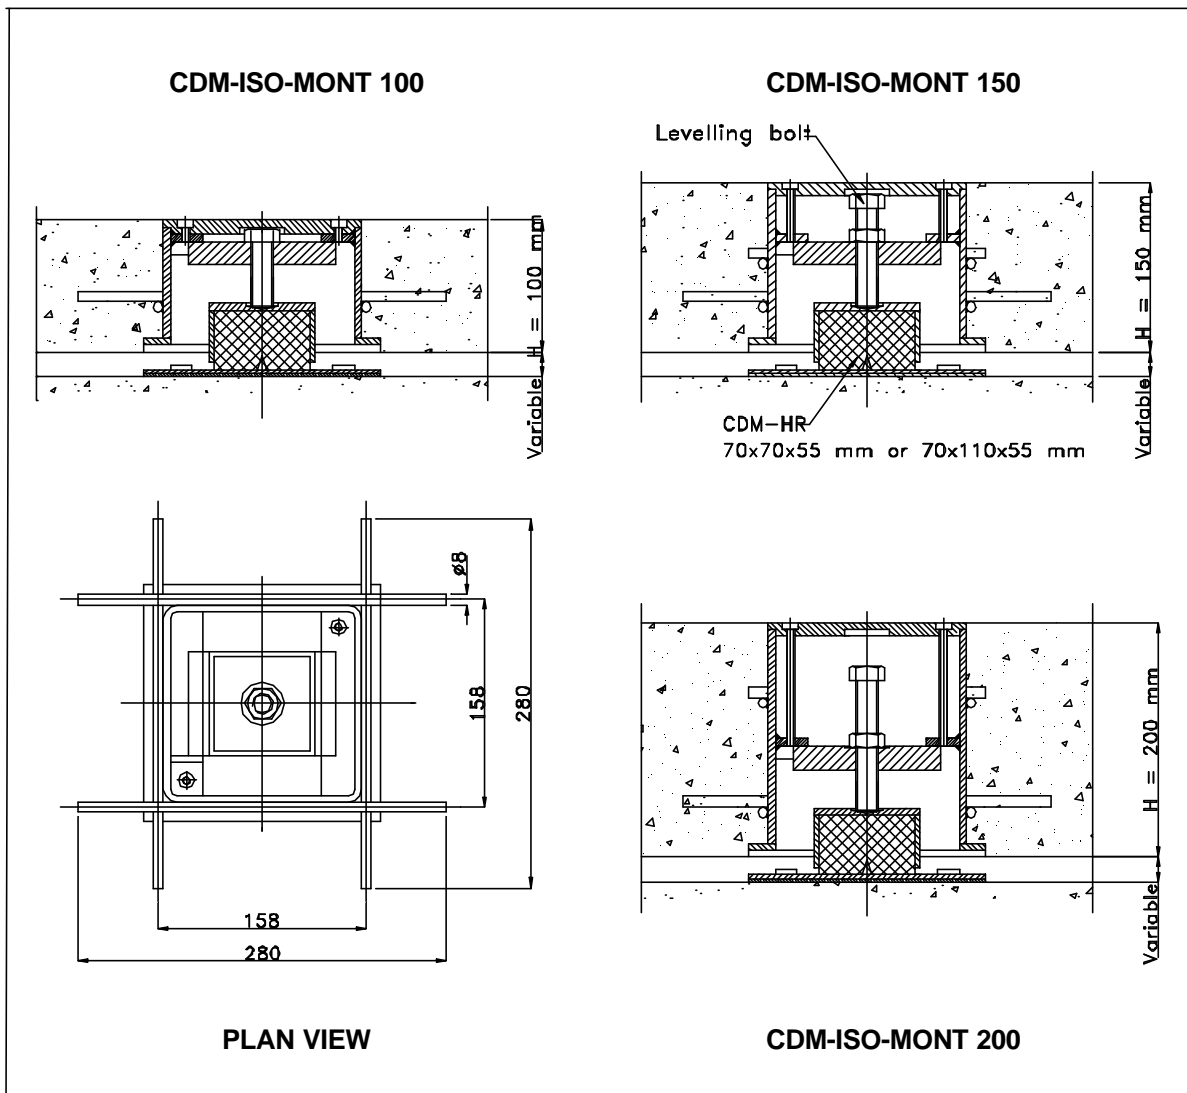 CDM-ISO-MONT 100
H = 100 mm
Variable
CDM-ISO-MONT 150
Levelling bolt
H = 150 mm
Variable
CDM-HR
70x70x55 mm or 70x110x55 mm
ø8
158
280
158
280
PLAN VIEW
H = 200 mm
Variable
CDM-ISO-MONT 200